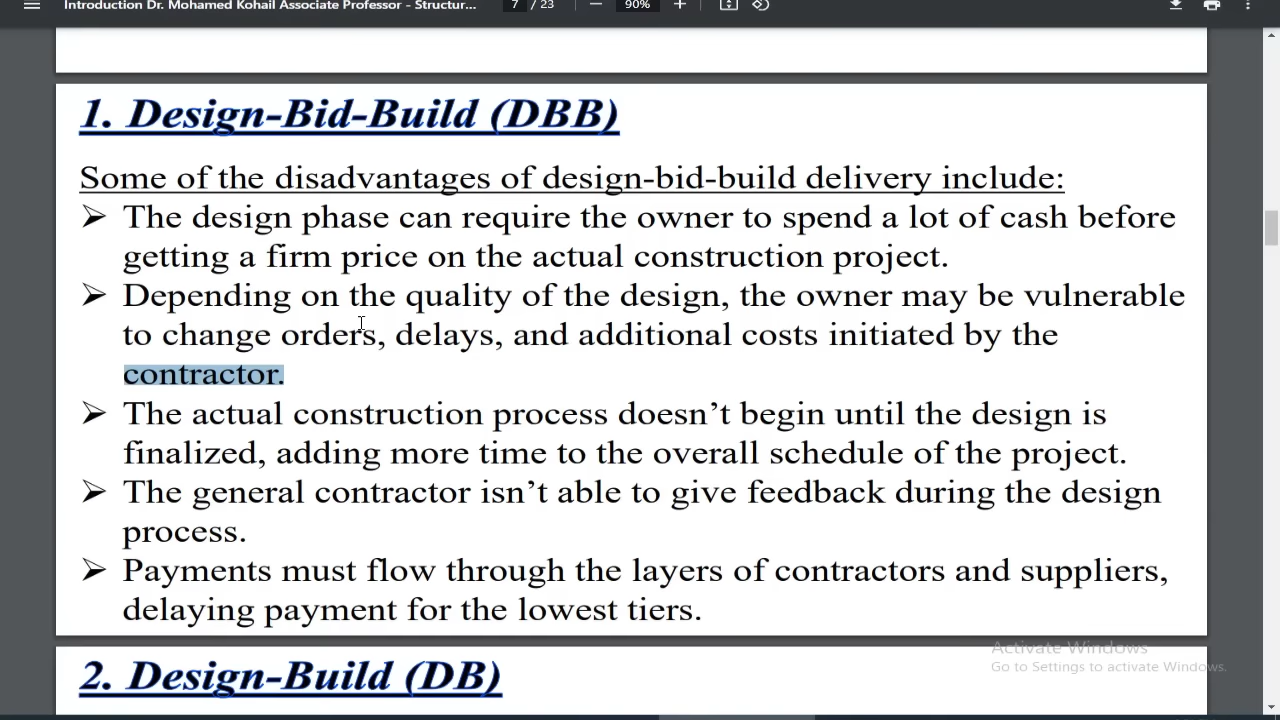 Introduction Dr. Mohamed Kohail Associate Professor - Structur...
7 / 23
90%
1. Design-Bid-Build (DBB)
Some of the disadvantages of design-bid-build delivery include:
➢ The design phase can require the owner to spend a lot of cash before
getting a firm price on the actual construction project.
➢ Depending on the quality of the design, the owner may be vulnerable
to change orders, delays, and additional costs initiated by the
contractor.
➢ The actual construction process doesn’t begin until the design is
finalized, adding more time to the overall schedule of the project.
➢ The general contractor isn’t able to give feedback during the design
process.
➢ Payments must flow through the layers of contractors and suppliers,
delaying payment for the lowest tiers.
Activate Windows
Go to Settings to activate Windows.
2. Design-Build (DB)